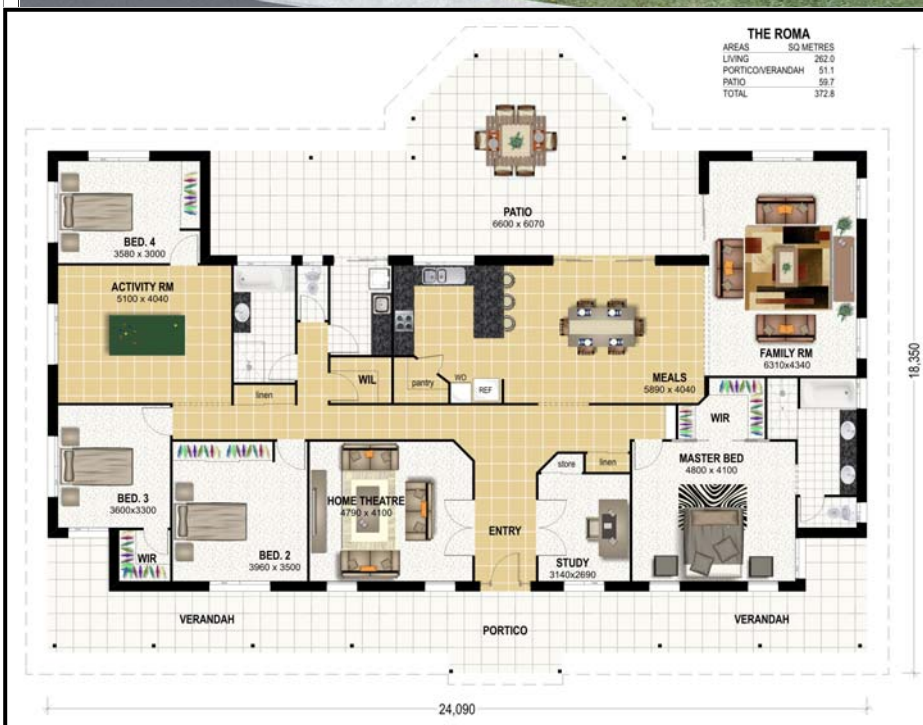 THE ROMA
AREAS SQ METRES
LIVING 262.0
PORTICO/VERANDAH 51.1
PATIO 59.7
TOTAL 372.8
PATIO
6600 x 6070
BED. 4
3580 x 3000
ACTIVITY RM
5100 x 4040
FAMILY RM
6310x4340
MEALS
5890 x 4040
WIL
pantry
WO
REF
linen
WIR
MASTER BED
4800 x 4100
store
linen
BED. 3
3600x3300
WIR
BED. 2
3960 x 3500
HOME THEATRE
4790 x 4100
ENTRY
STUDY
3140x2690
VERANDAH
PORTICO
VERANDAH
18,350
24,090